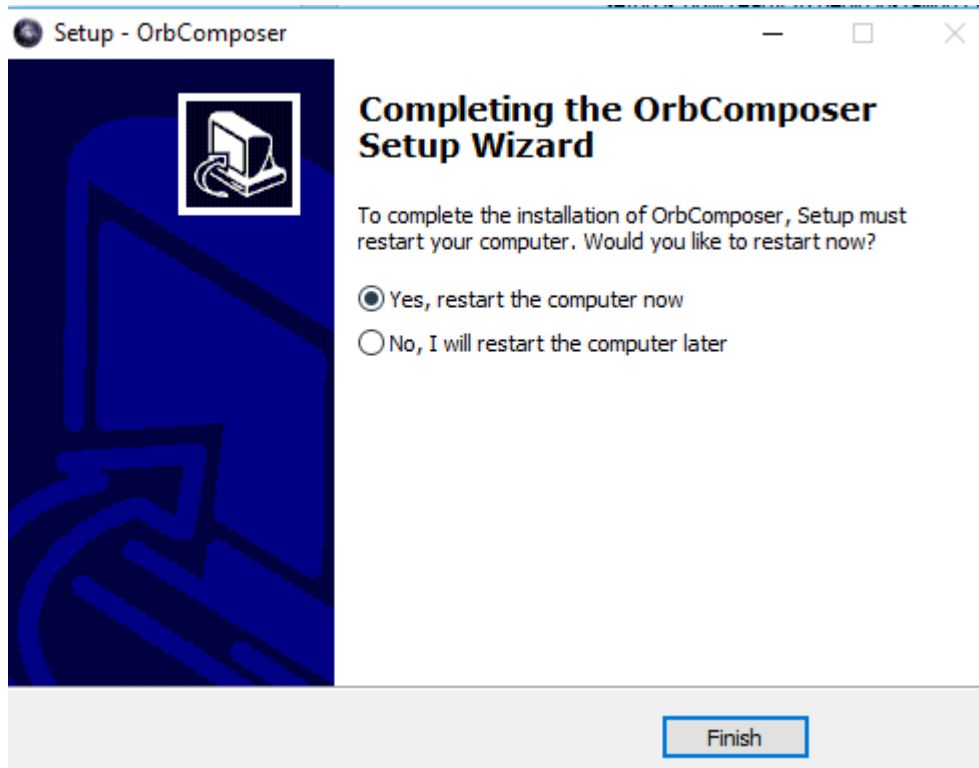 Setup - OrbComposer
Completing the OrbComposer
Setup Wizard
To complete the installation of OrbComposer, Setup must
restart your computer. Would you like to restart now?
Yes, restart the computer now
No, I will restart the computer later
Finish